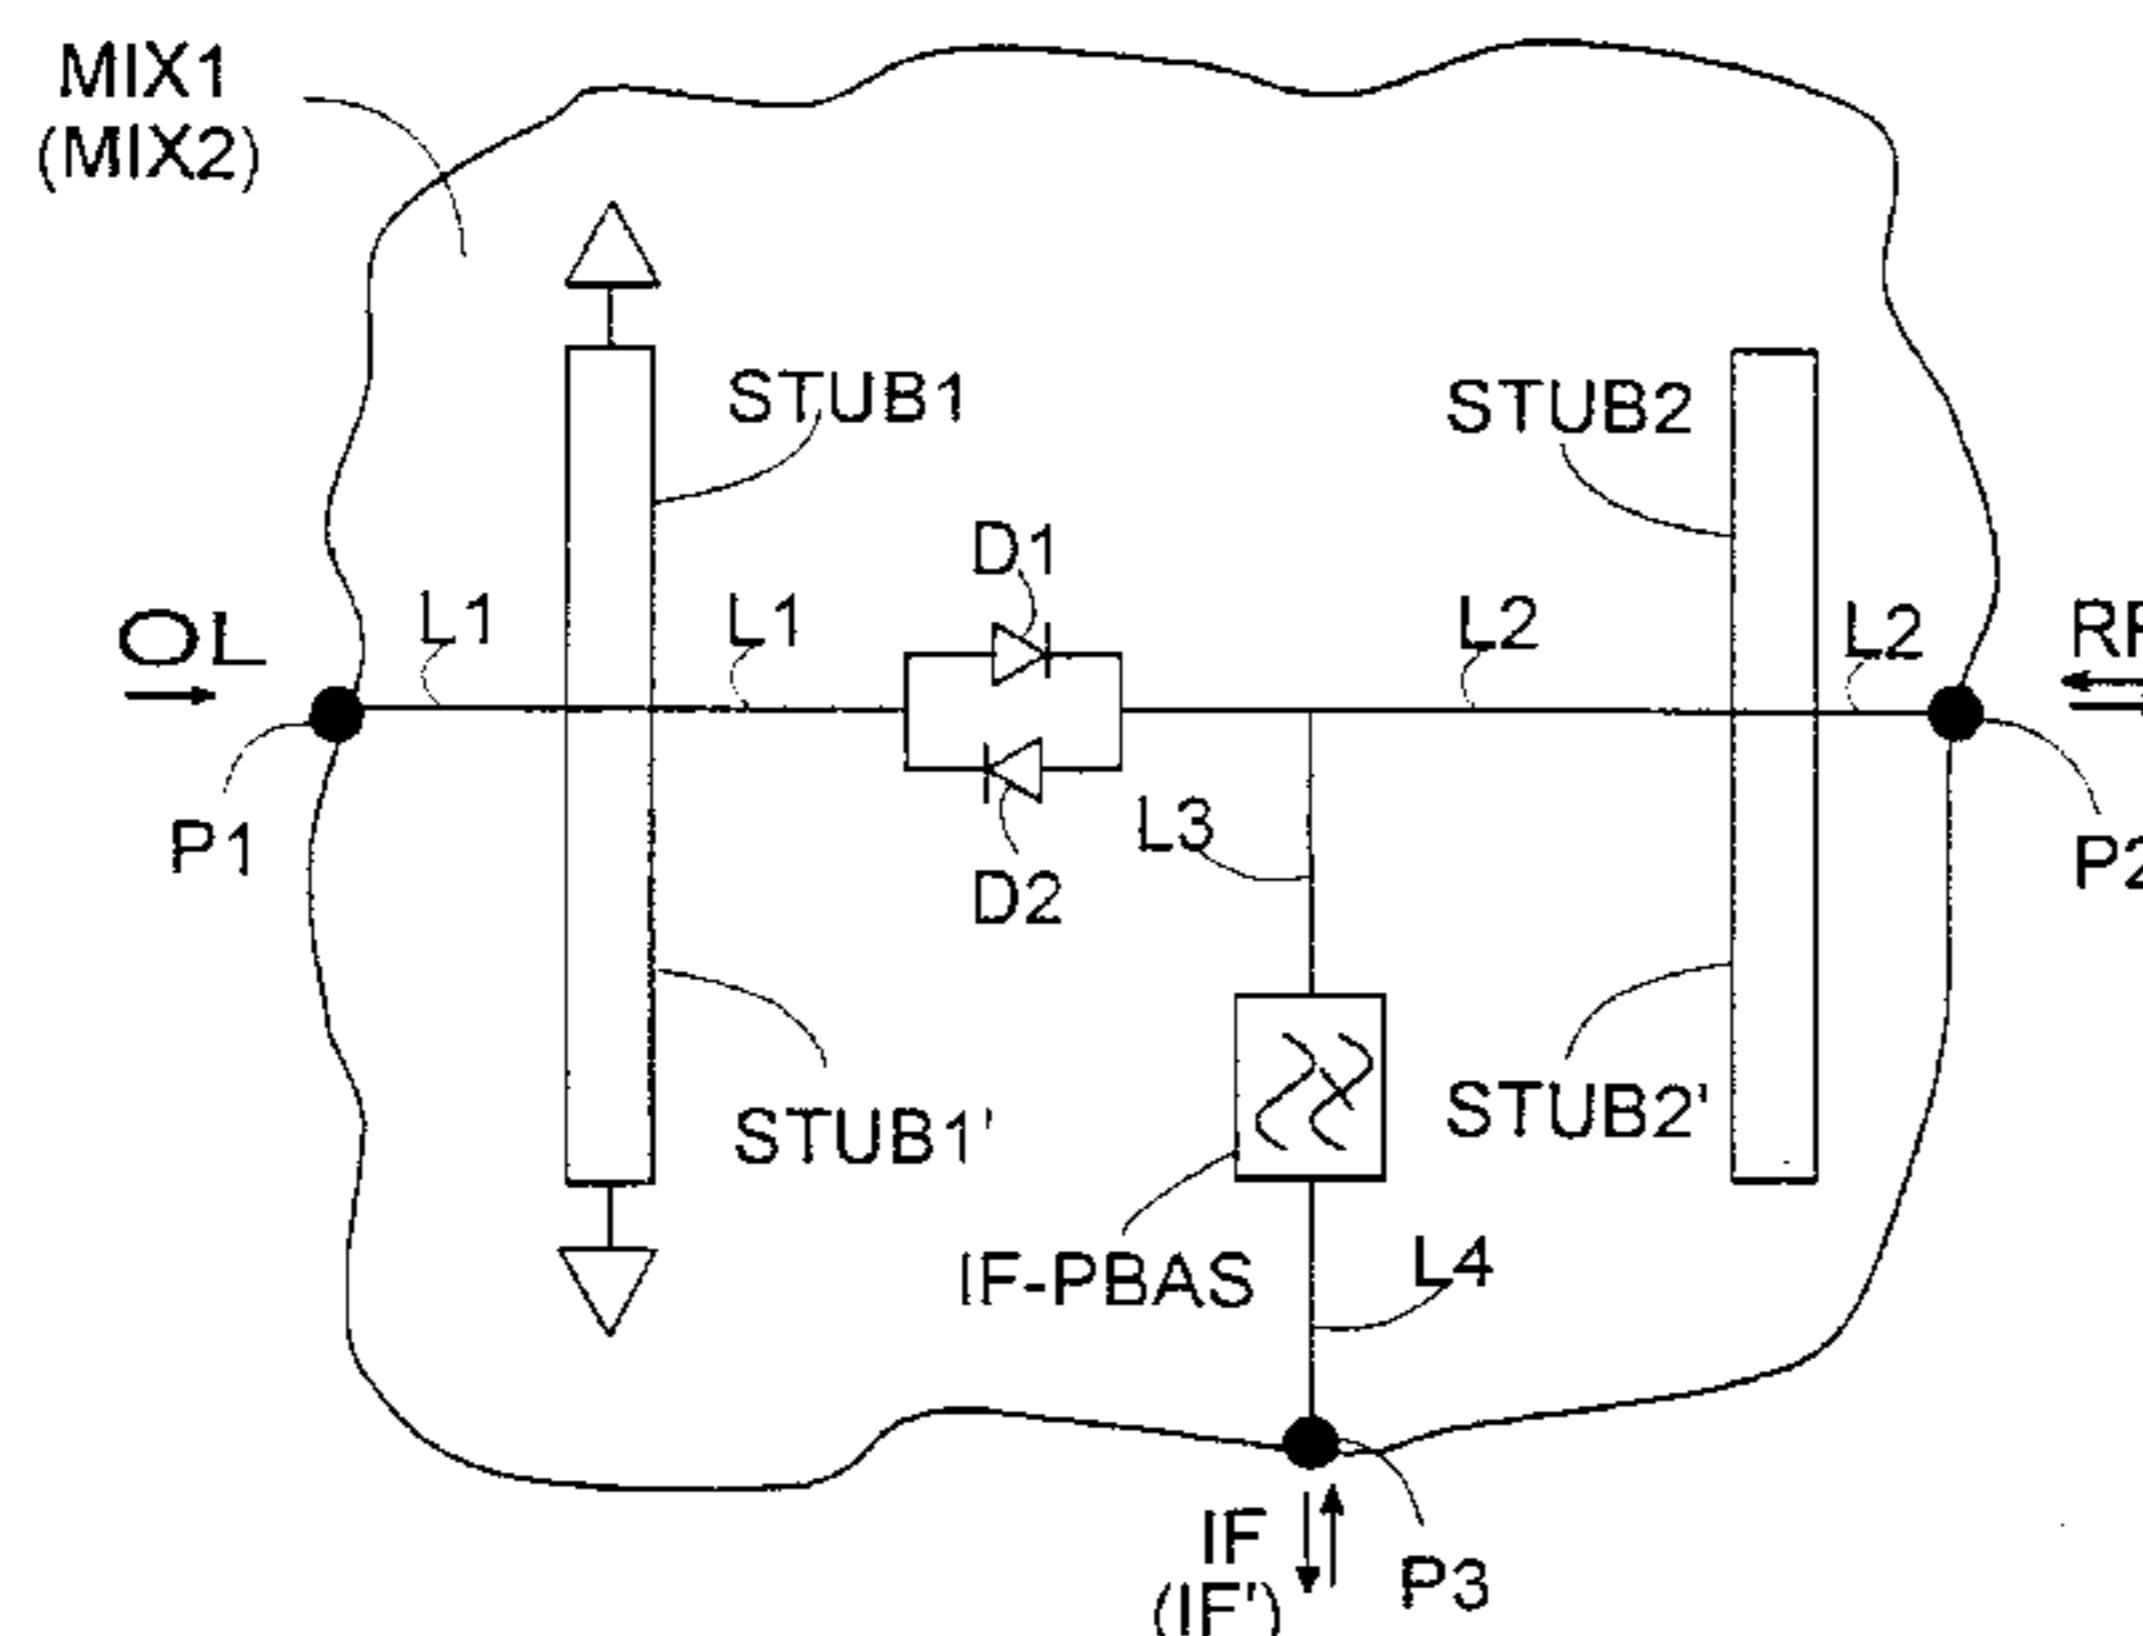 MIX1
(MIX2)
STUB1
STUB2
D1
OL
L1
L1
L2
L2
P1
L3
D2
STUB1'
STUB2'
IF-PBAS
L4
IF
(IF')
P3